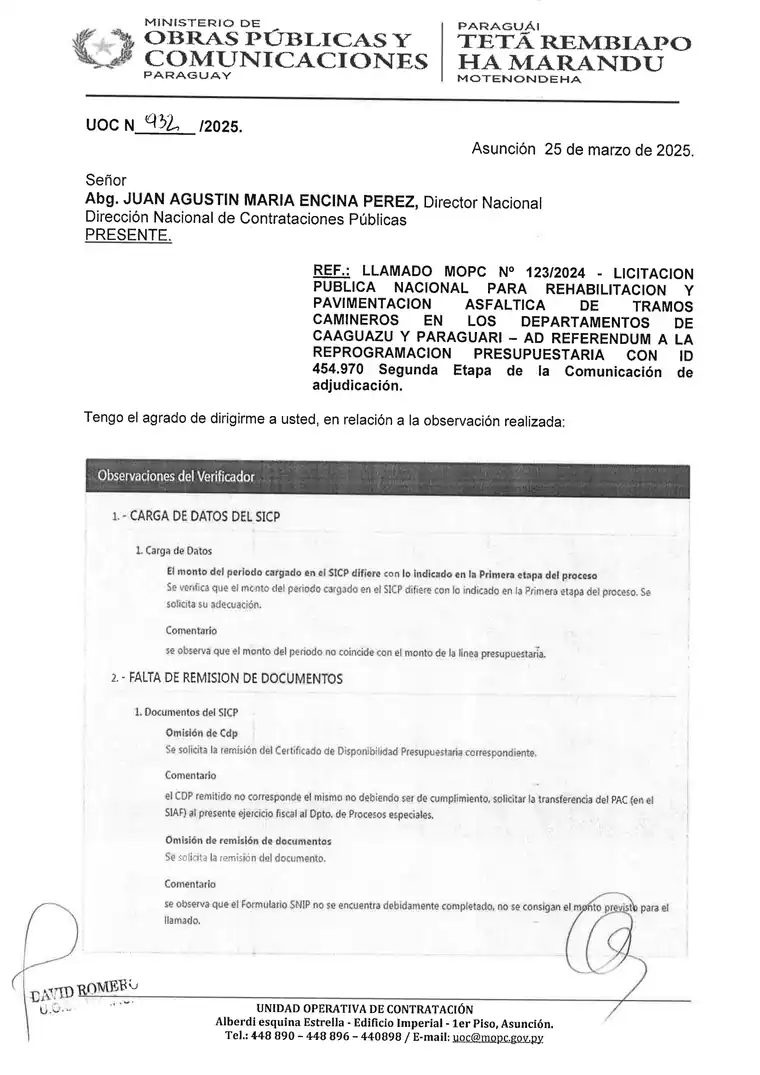 MINISTERIO DE
OBRAS PÚBLICAS Y
COMUNICACIONES
PARAGUAY
PARAGUÁI
TETÃ REMBIAPO
HA MARANDU
MOTENONDEHA
UOC N 932 /2025.
Asunción 25 de marzo de 2025.
Señor
Abg. JUAN AGUSTIN MARIA ENCINA PEREZ, Director Nacional
Dirección Nacional de Contrataciones Públicas
PRESENTE.
REF.: LLAMADO MOPC Nº 123/2024 - LICITACION
PUBLICA NACIONAL PARA REHABILITACION Y
PAVIMENTACION ASFALTICA DE TRAMOS
CAMINEROS EN LOS DEPARTAMENTOS DE
CAAGUAZU Y PARAGUARI – AD REFERENDUM A LA
REPROGRAMACION PRESUPUESTARIA CON ID
454.970 Segunda Etapa de la Comunicación de
adjudicación.
Tengo el agrado de dirigirme a usted, en relación a la observación realizada:
Observaciones del Verificador
1. - CARGA DE DATOS DEL SICP
1. Carga de Datos
El monto del periodo cargado en el SICP difiere con lo indicado en la Primera etapa del proceso
Se verifica que el monto del periodo cargado en el SICP difiere con lo indicado en la Primera etapa del proceso. Se
solicita su adecuación.
Comentario
se observa que el monto del periodo no coincide con el monto de la linea presupuestaria.
2. - FALTA DE REMISION DE DOCUMENTOS
1. Documentos del SICP
Omisión de Cdp
Se solicita la remisión del Certificado de Disponibilidad Presupuestaria correspondiente.
Comentario
el CDP remitido no corresponde el mismo no debiendo ser de cumplimiento, solicitar la transferencia del PAC (en el
SIAF) al presente ejercicio fiscal al Dpto. de Procesos especiales.
Omisión de remisión de documentos
Se solicita la remisión del documento.
Comentario
se observa que el Formulario SNIP no se encuentra debidamente completado, no se consigan el monto previsto para el
llamado.
DAVID ROMERO
UNIDAD OPERATIVA DE CONTRATACIÓN
Alberdi esquina Estrella - Edificio Imperial - 1er Piso, Asunción.
Tel.: 448 890 – 448 896 – 440898 / E-mail: uoc@mopc.gov.py